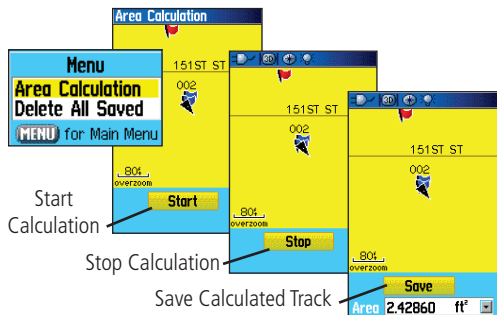 Area Calculation
Menu
Area Calculation
Delete All Saved
MENU for Main Menu
151ST ST
002
80ft
overzoom
Start
Start
Calculation
3D
151ST ST
002
80ft
overzoom
Stop
Stop Calculation
3D
151ST ST
002
80ft
overzoom
Save
Save Calculated Track
Area 2.42860 ft²